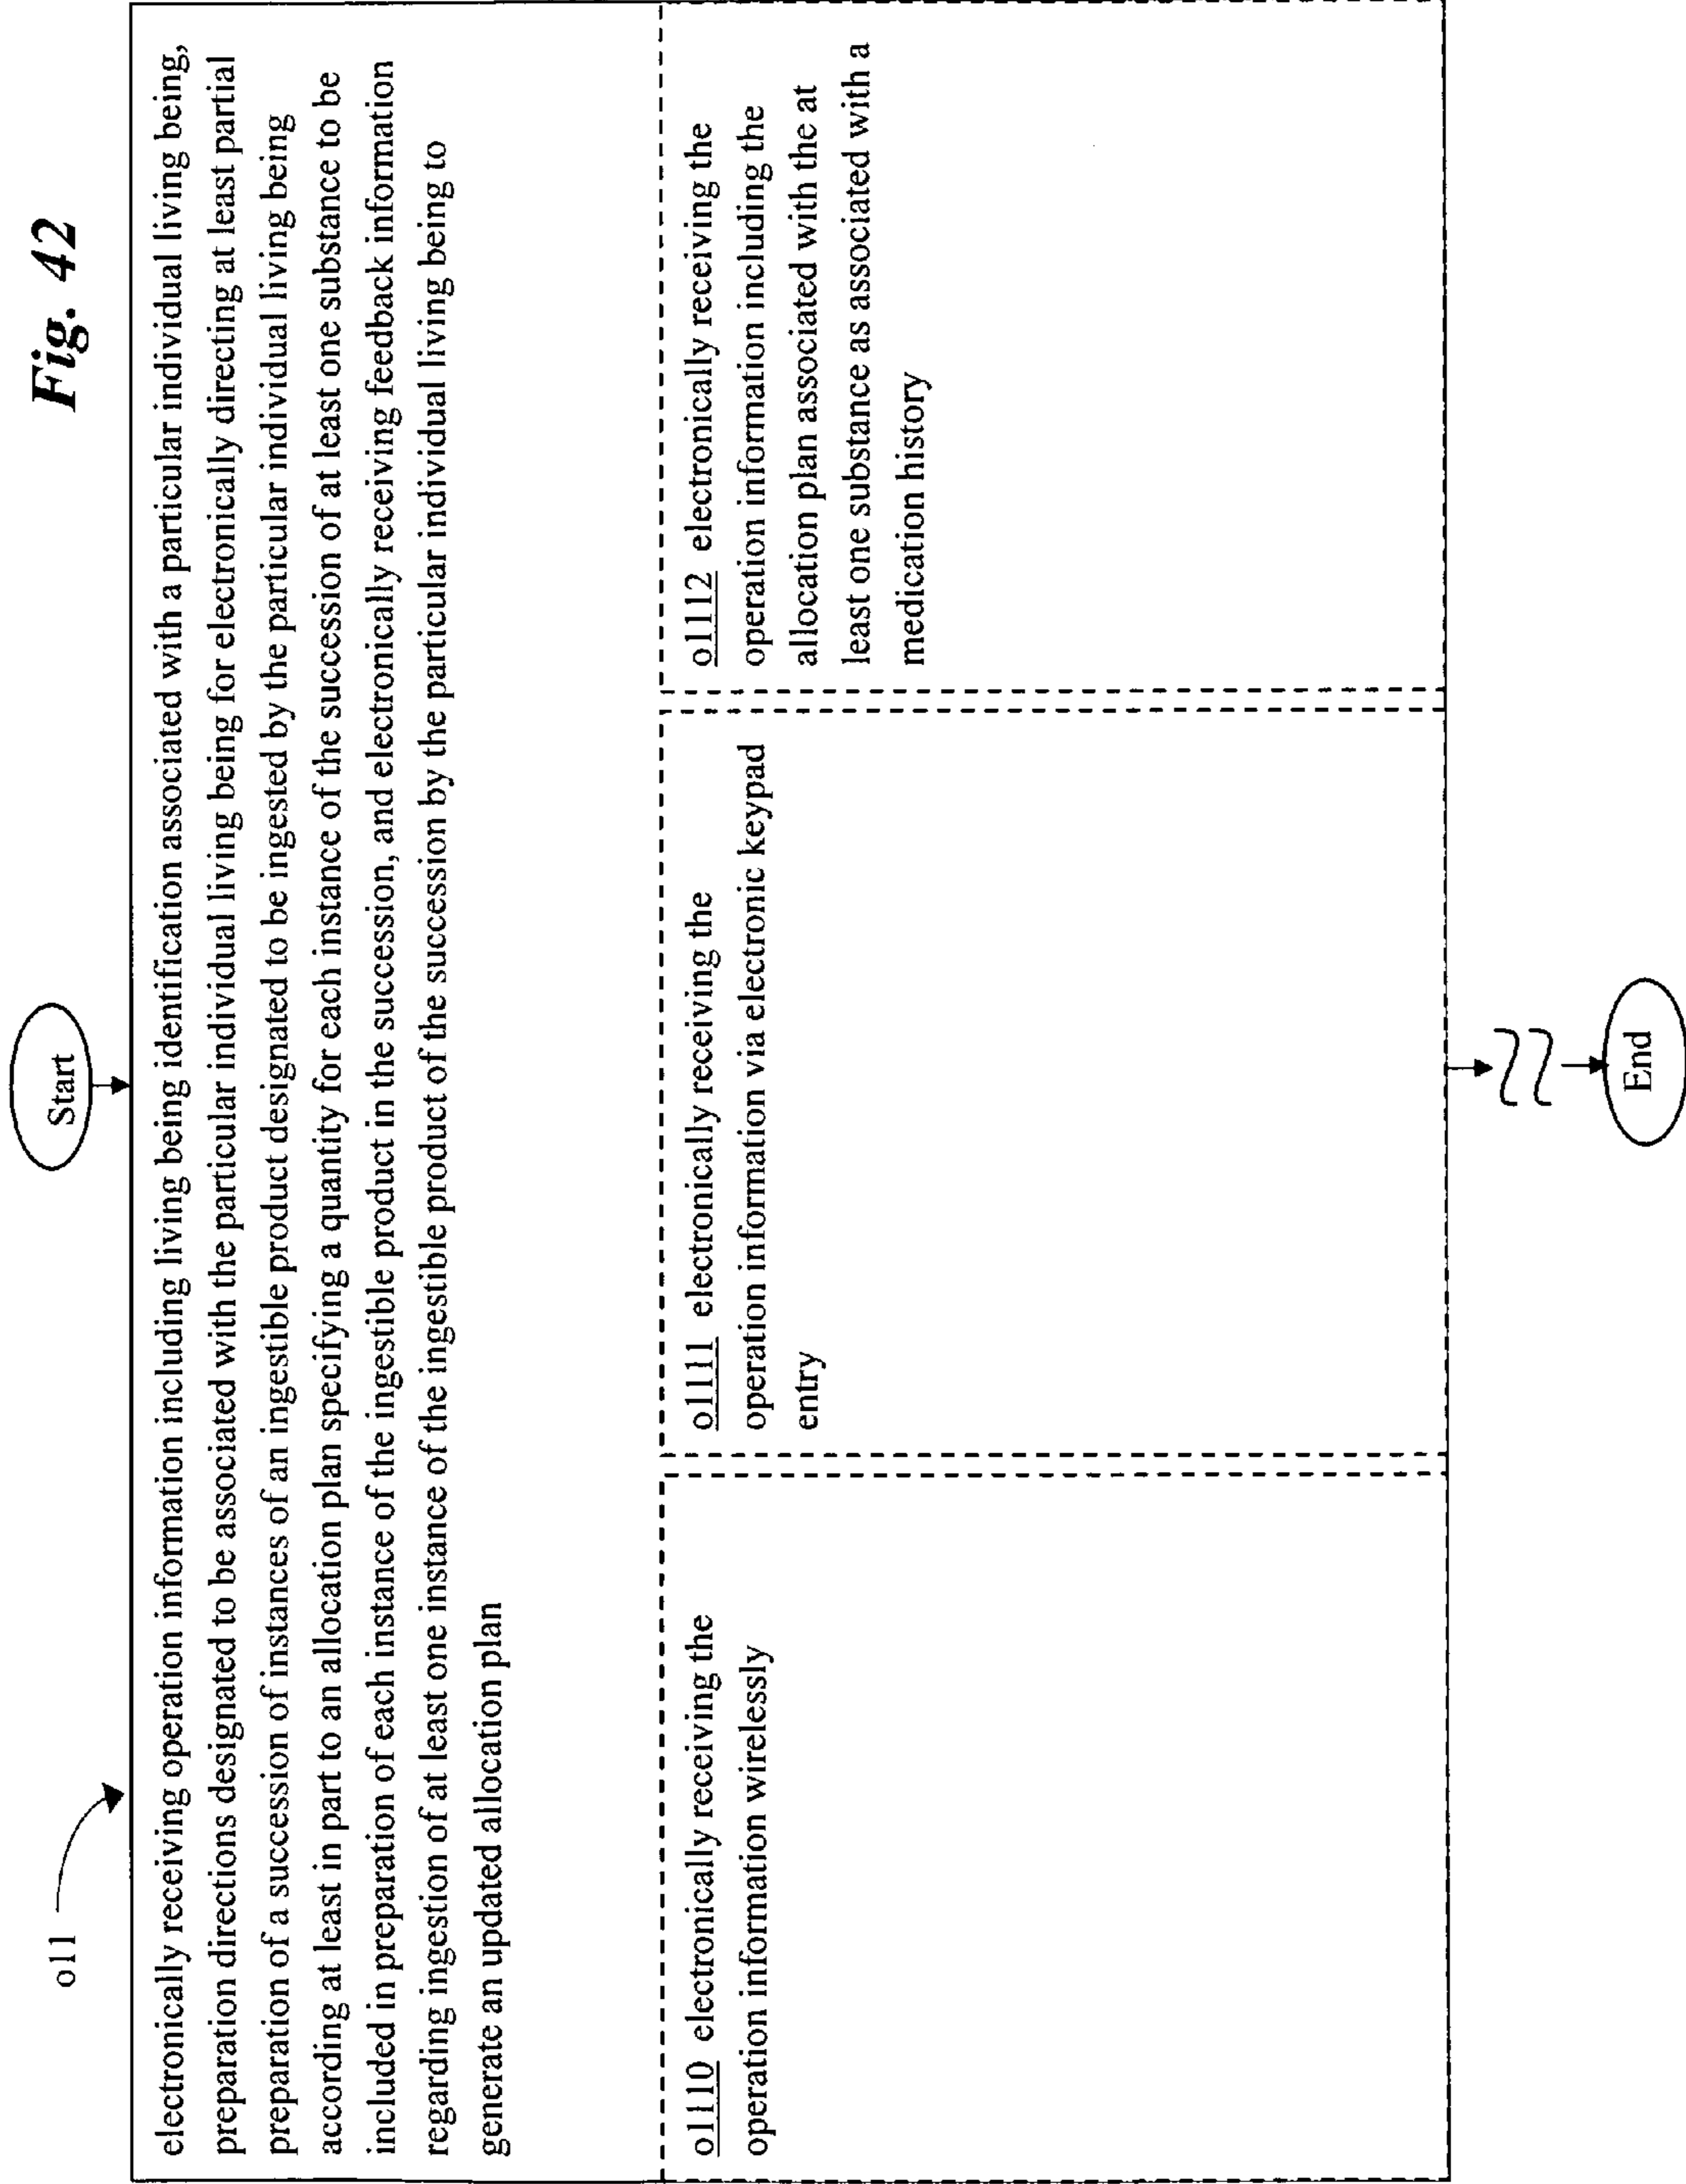 Fig. 42
Start
o11
electronically receiving operation information including living being identification associated with a particular individual living being,
preparation directions designated to be associated with the particular individual living being for electronically directing at least partial
preparation of a succession of instances of an ingestible product designated to be ingested by the particular individual living being
according at least in part to an allocation plan specifying a quantity for each instance of the succession of at least one substance to be
included in preparation of each instance of the ingestible product in the succession, and electronically receiving feedback information
regarding ingestion of at least one instance of the ingestible product of the succession by the particular individual living being to
generate an updated allocation plan
o1110 electronically receiving the
operation information wirelessly
o1111 electronically receiving the
operation information via electronic keypad
entry
o1112 electronically receiving the
operation information including the
allocation plan associated with the at
least one substance as associated with a
medication history
End